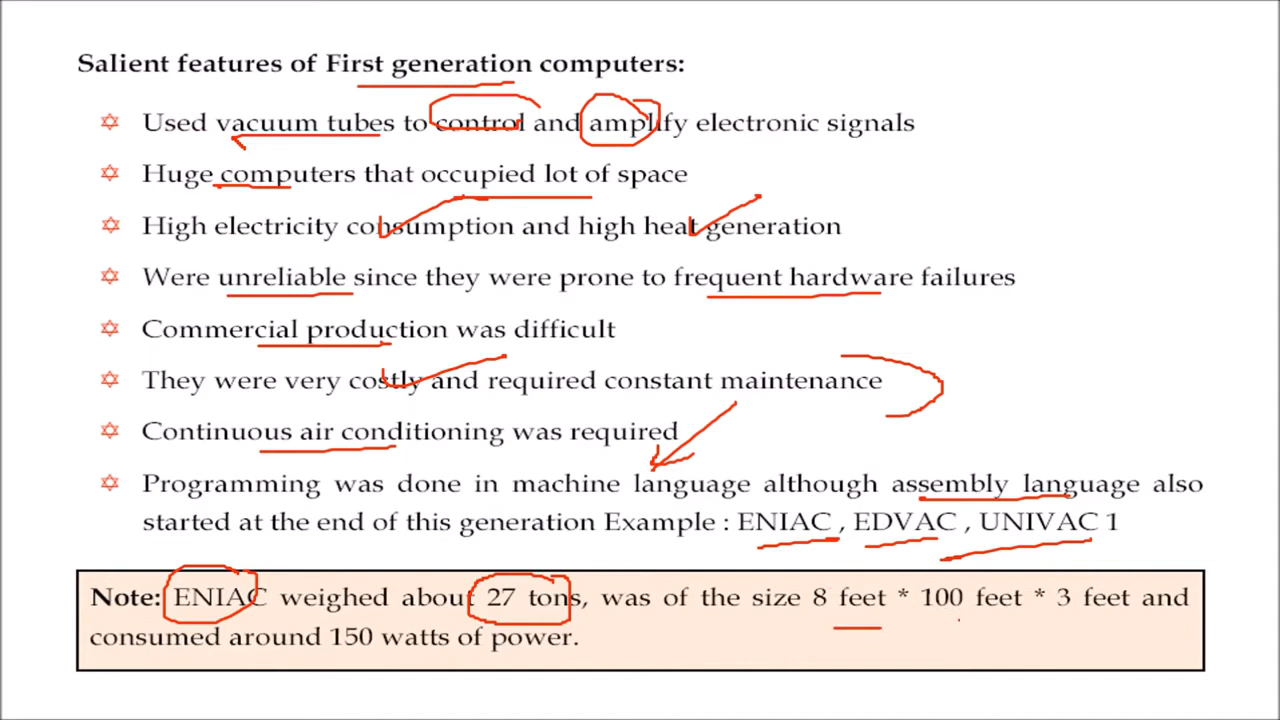 Salient features of First generation computers:
Used vacuum tubes to control and amplify electronic signals
Huge computers that occupied lot of space
High electricity consumption and high heat generation
Were unreliable since they were prone to frequent hardware failures
Commercial production was difficult
They were very costly and required constant maintenance
Continuous air conditioning was required
Programming was done in machine language although assembly language also
started at the end of this generation Example : ENIAC , EDVAC , UNIVAC 1
Note: ENIAC weighed about 27 tons, was of the size 8 feet * 100 feet * 3 feet and
consumed around 150 watts of power.